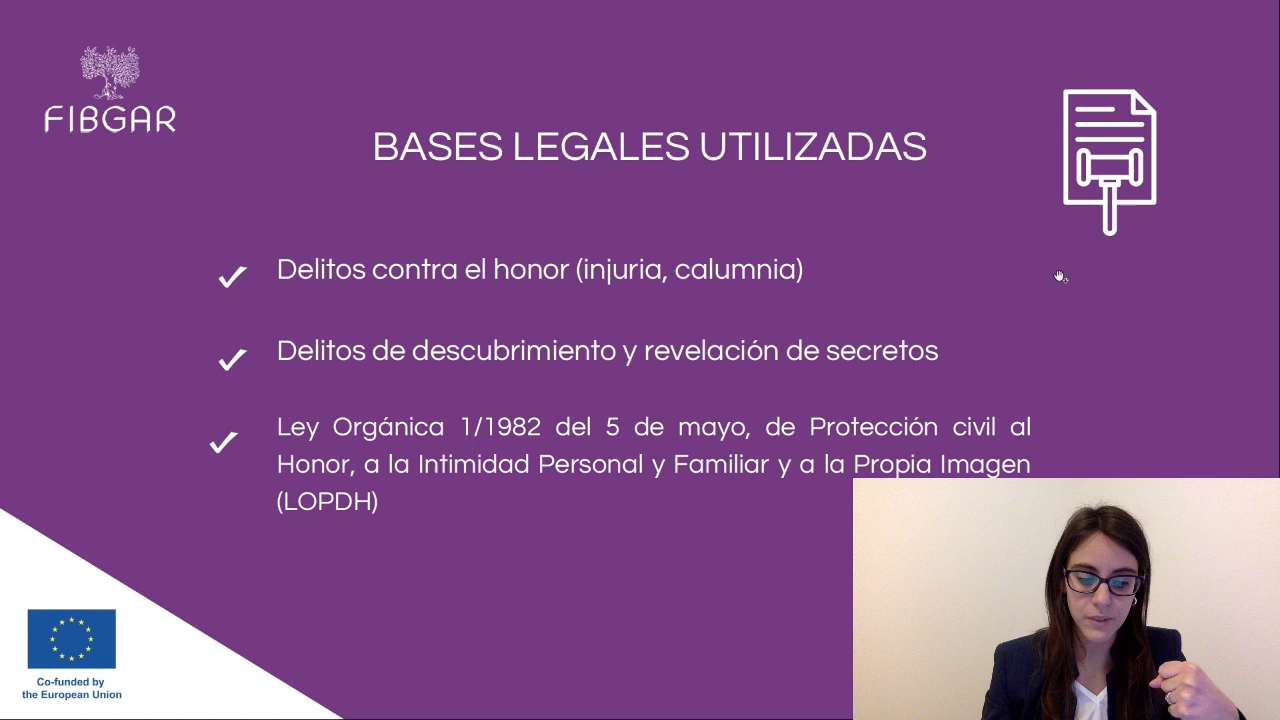 FIBGAR
BASES LEGALES UTILIZADAS
Delitos contra el honor (injuria, calumnia)
Delitos de descubrimiento y revelación de secretos
Ley Orgánica 1/1982 del 5 de mayo, de Protección civil al
Honor, a la Intimidad Personal y Familiar y a la Propia Imagen
(LOPDH)
Co-funded by
the European Union